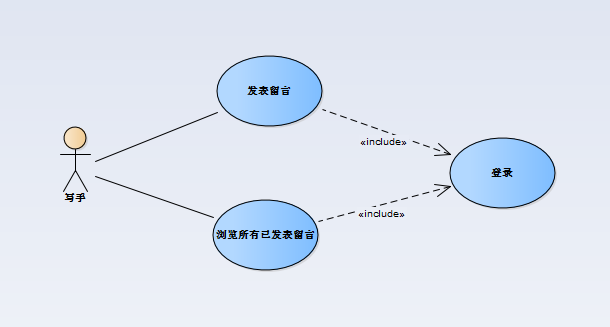 发表留言
«include»
登录
写手
«include»
浏览所有已发表留言